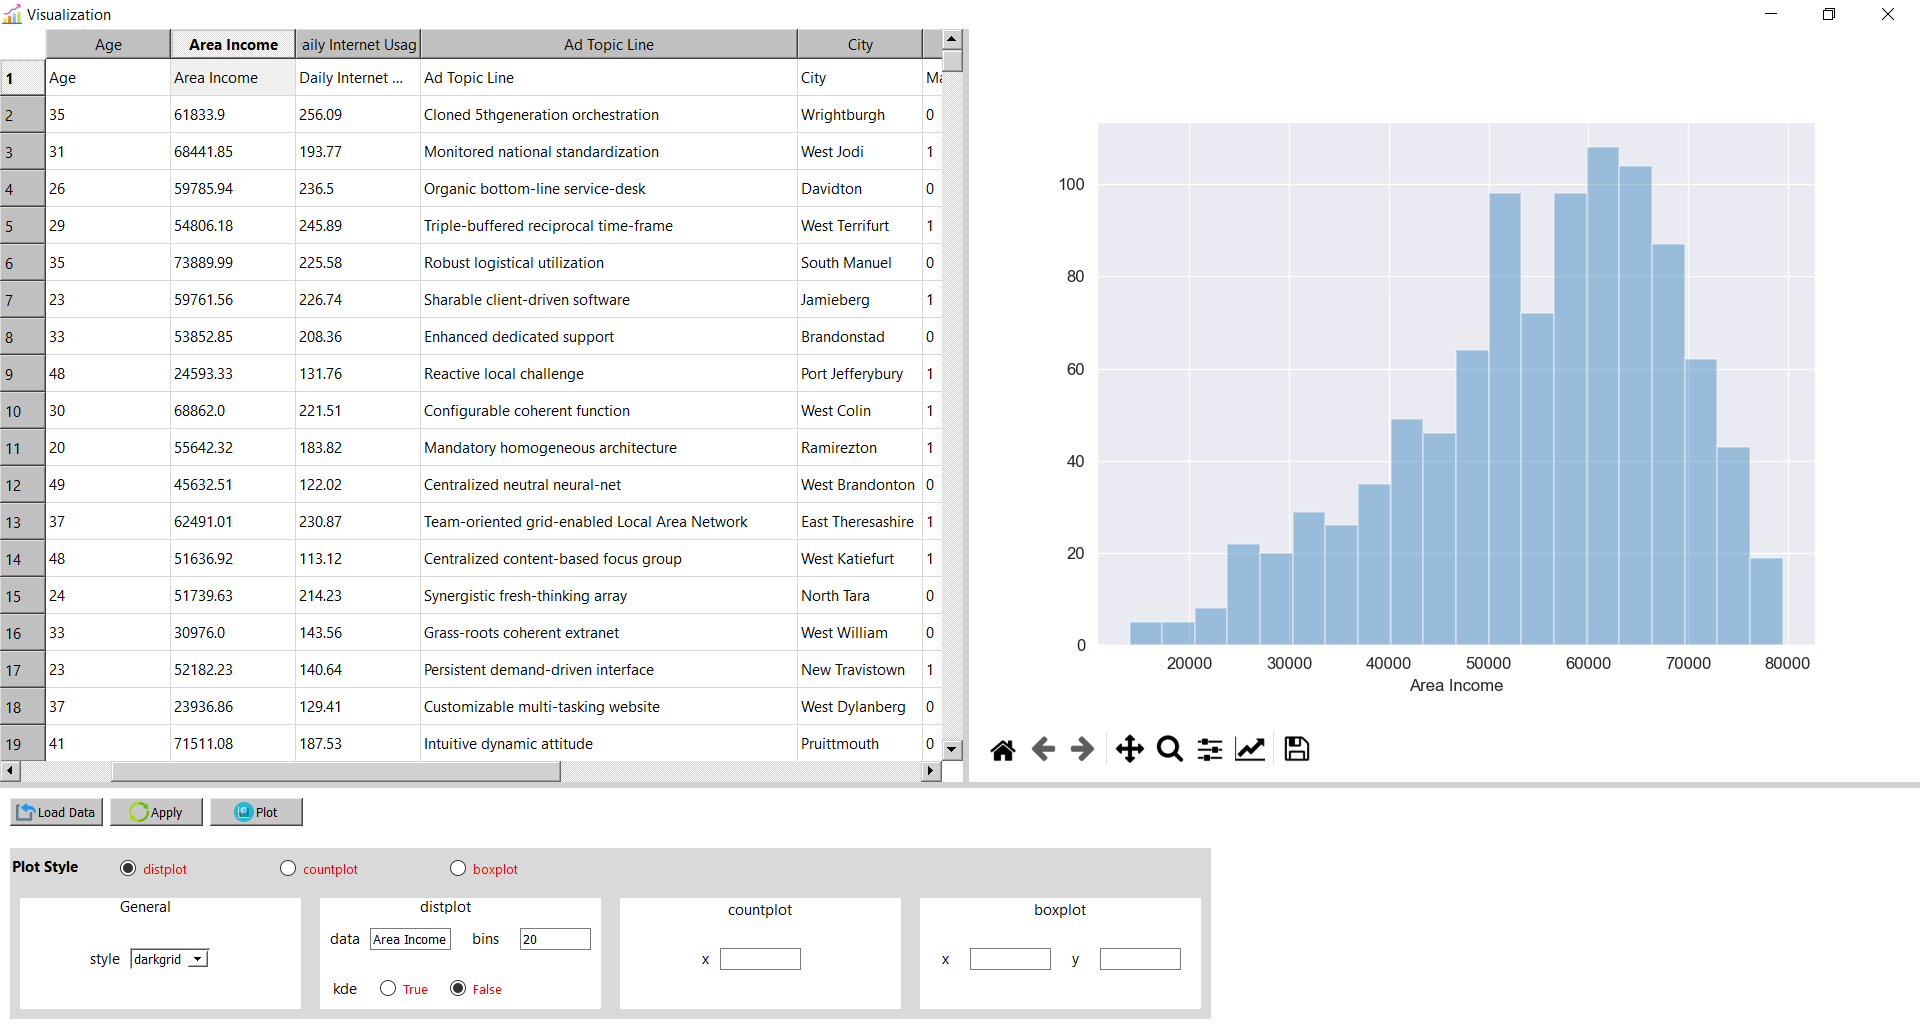 Visualization
Age Area Income aily Internet Usag Ad Topic Line City
1 Age Area Income Daily Internet ... Ad Topic Line City Ma
2 35 61833.9 256.09 Cloned 5thgeneration orchestration Wrightburgh 0
3 31 68441.85 193.77 Monitored national standardization West Jodi 1
4 26 59785.94 236.5 Organic bottom-line service-desk Davidton 0
5 29 54806.18 245.89 Triple-buffered reciprocal time-frame West Terrifurt 1
6 35 73889.99 225.58 Robust logistical utilization South Manuel 0
7 23 59761.56 226.74 Sharable client-driven software Jamieberg 1
8 33 53852.85 208.36 Enhanced dedicated support Brandonstad 0
9 48 24593.33 131.76 Reactive local challenge Port Jefferybury 1
10 30 68862.0 221.51 Configurable coherent function West Colin 1
11 20 55642.32 183.82 Mandatory homogeneous architecture Ramirezton 1
12 49 45632.51 122.02 Centralized neutral neural-net West Brandonton 0
13 37 62491.01 230.87 Team-oriented grid-enabled Local Area Network East Theresashire 1
14 48 51636.92 113.12 Centralized content-based focus group West Katiefurt 1
15 24 51739.63 214.23 Synergistic fresh-thinking array North Tara 0
16 33 30976.0 143.56 Grass-roots coherent extranet West William 0
17 23 52182.23 140.64 Persistent demand-driven interface New Travistown 1
18 37 23936.86 129.41 Customizable multi-tasking website West Dylanberg 0
19 41 71511.08 187.53 Intuitive dynamic attitude Pruittmouth 0
100
80
60
40
20
0
20000 30000 40000 50000 60000 70000 80000
Area Income
Load Data Apply Plot
Plot Style distplot countplot boxplot
General
style darkgrid
distplot
data Area Income bins 20
kde True False
countplot
x
boxplot
x y